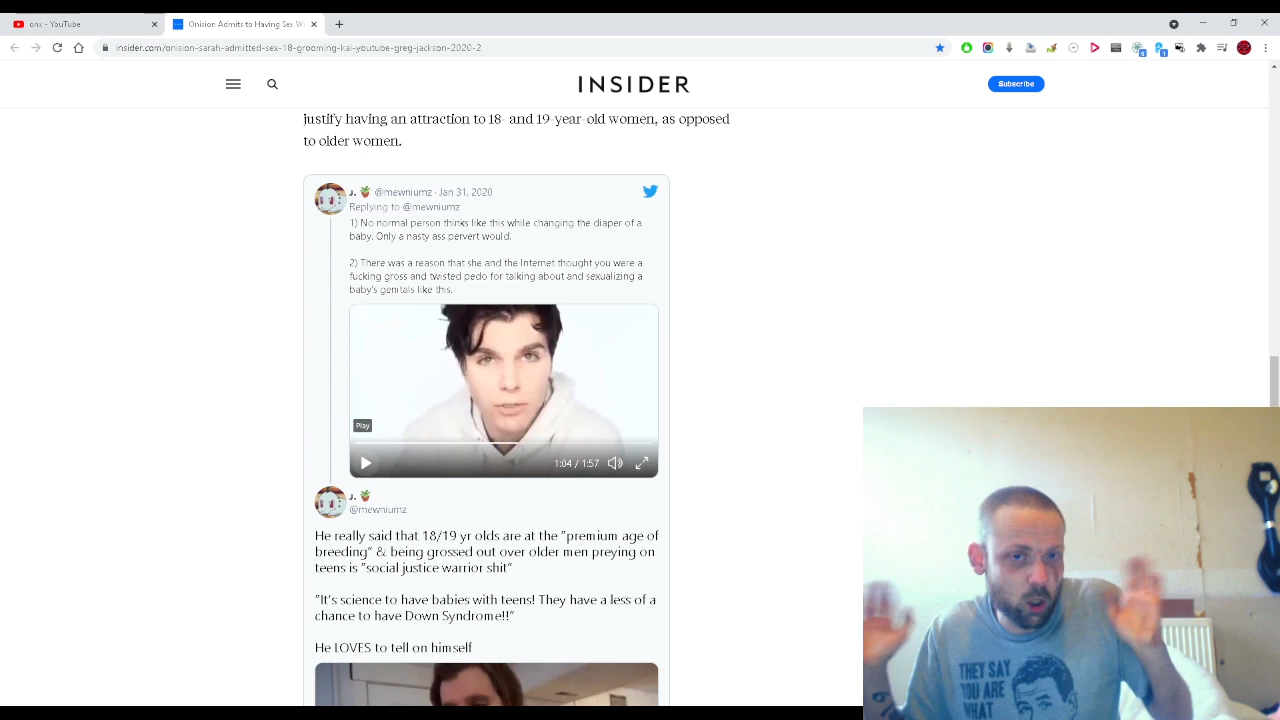 onx - YouTube
Onision Admits to Having Sex W
insider.com/onision-sarah-admitted-sex-18-grooming-kai-youtube-greg-jackson-2020-2
INSIDER
Subscribe
justify having an attraction to 18- and 19-year-old women, as opposed
to older women.
J. @mewniumz · Jan 31, 2020
Replying to @mewniumz
1) No normal person thinks like this while changing the diaper of a
baby. Only a nasty ass pervert would.
2) There was a reason that she and the Internet thought you were a
fucking gross and twisted pedo for talking about and sexualizing a
baby's genitals like this.
Play
1:04 / 1:57
J.
@mewniumz
He really said that 18/19 yr olds are at the "premium age of
breeding" & being grossed out over older men preying on
teens is "social justice warrior shit"
"It's science to have babies with teens! They have a less of a
chance to have Down Syndrome!!"
He LOVES to tell on himself
THEY SAY
YOU ARE
WHAT